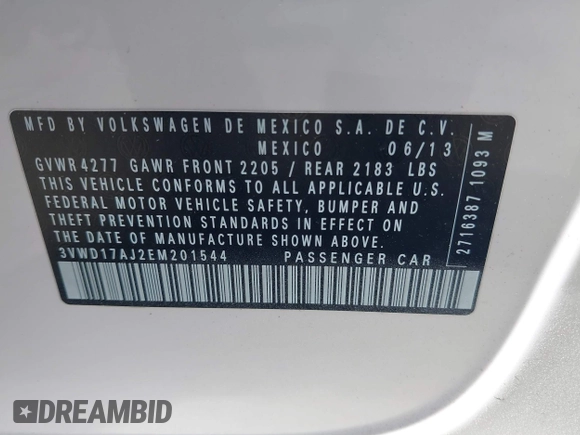 MFD BY VOLKSWAGEN DE MEXICO S.A. DE C.V.
MEXICO 06/13
GVWR 4277 GAWR FRONT 2205 / REAR 2183 LBS
THIS VEHICLE CONFORMS TO ALL APPLICABLE U.S.
FEDERAL MOTOR VEHICLE SAFETY, BUMPER AND
THEFT PREVENTION STANDARDS IN EFFECT ON
THE DATE OF MANUFACTURE SHOWN ABOVE.
3VWD17AJ2EM201544 PASSENGER CAR
2716387 1093 M
DREAMBID